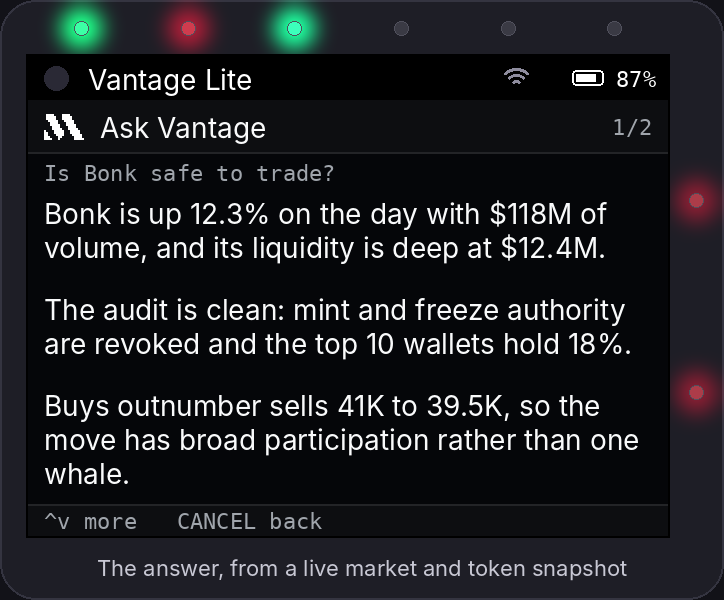 Vantage Lite
87%
Ask Vantage
1/2
Is Bonk safe to trade?
Bonk is up 12.3% on the day with $118M of
volume, and its liquidity is deep at $12.4M.
The audit is clean: mint and freeze authority
are revoked and the top 10 wallets hold 18%.
Buys outnumber sells 41K to 39.5K, so the
move has broad participation rather than one
whale.
^v more   CANCEL back
The answer, from a live market and token snapshot